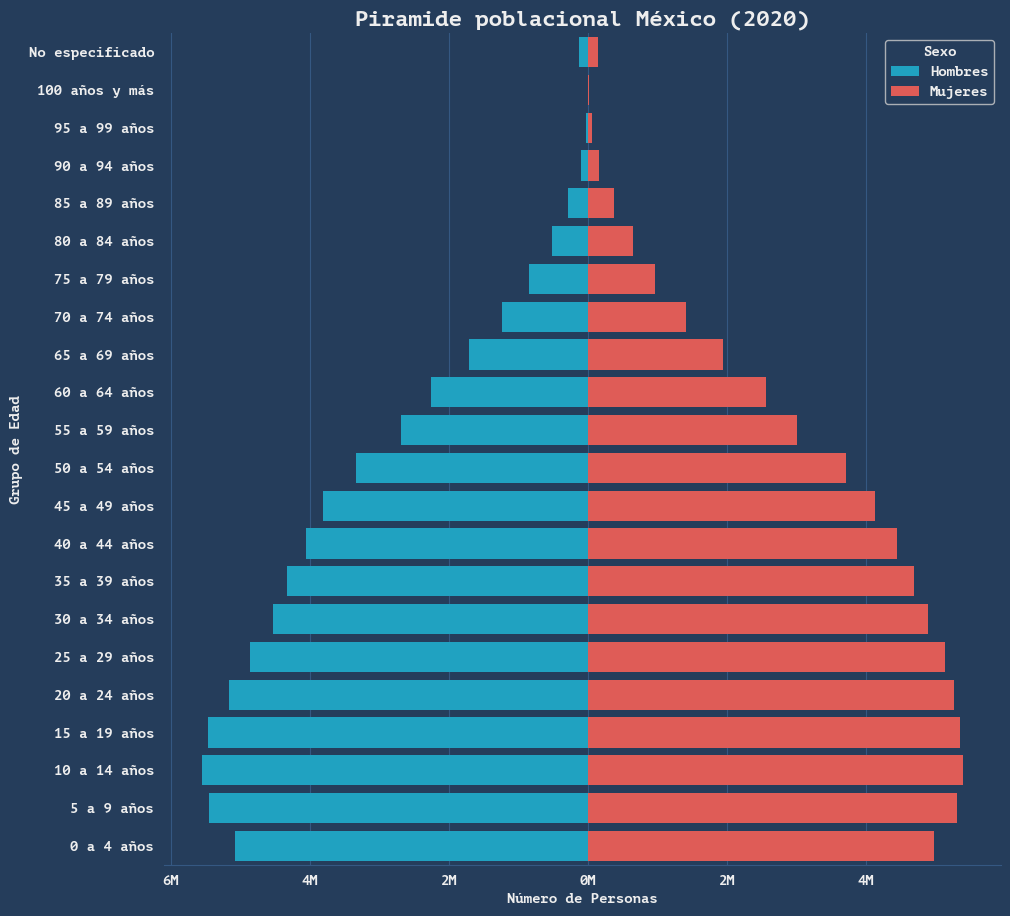 Piramide poblacional México (2020)
Sexo
Hombres
Mujeres
Grupo de Edad
No especificado
100 años y más
95 a 99 años
90 a 94 años
85 a 89 años
80 a 84 años
75 a 79 años
70 a 74 años
65 a 69 años
60 a 64 años
55 a 59 años
50 a 54 años
45 a 49 años
40 a 44 años
35 a 39 años
30 a 34 años
25 a 29 años
20 a 24 años
15 a 19 años
10 a 14 años
5 a 9 años
0 a 4 años
6M 4M 2M 0M 2M 4M
Número de Personas